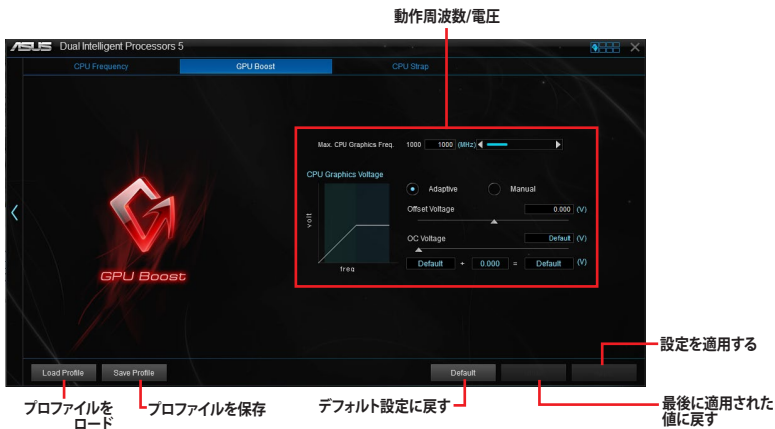 動作周波数/電圧
ASUS Dual Intelligent Processors 5
CPU Frequency GPU Boost CPU Strap
Max. CPU Graphics Freq. 1000 1000 (MHz)
CPU Graphics Voltage
Adaptive Manual
Offset Voltage 0.000 (V)
volt
OC Voltage Default (V)
Default + 0.000 = Default (V)
freq
GPU Boost
設定を適用する
Load Profile Save Profile Default
プロファイルを
ロード
プロファイルを保存
デフォルト設定に戻す
最後に適用された
値に戻す